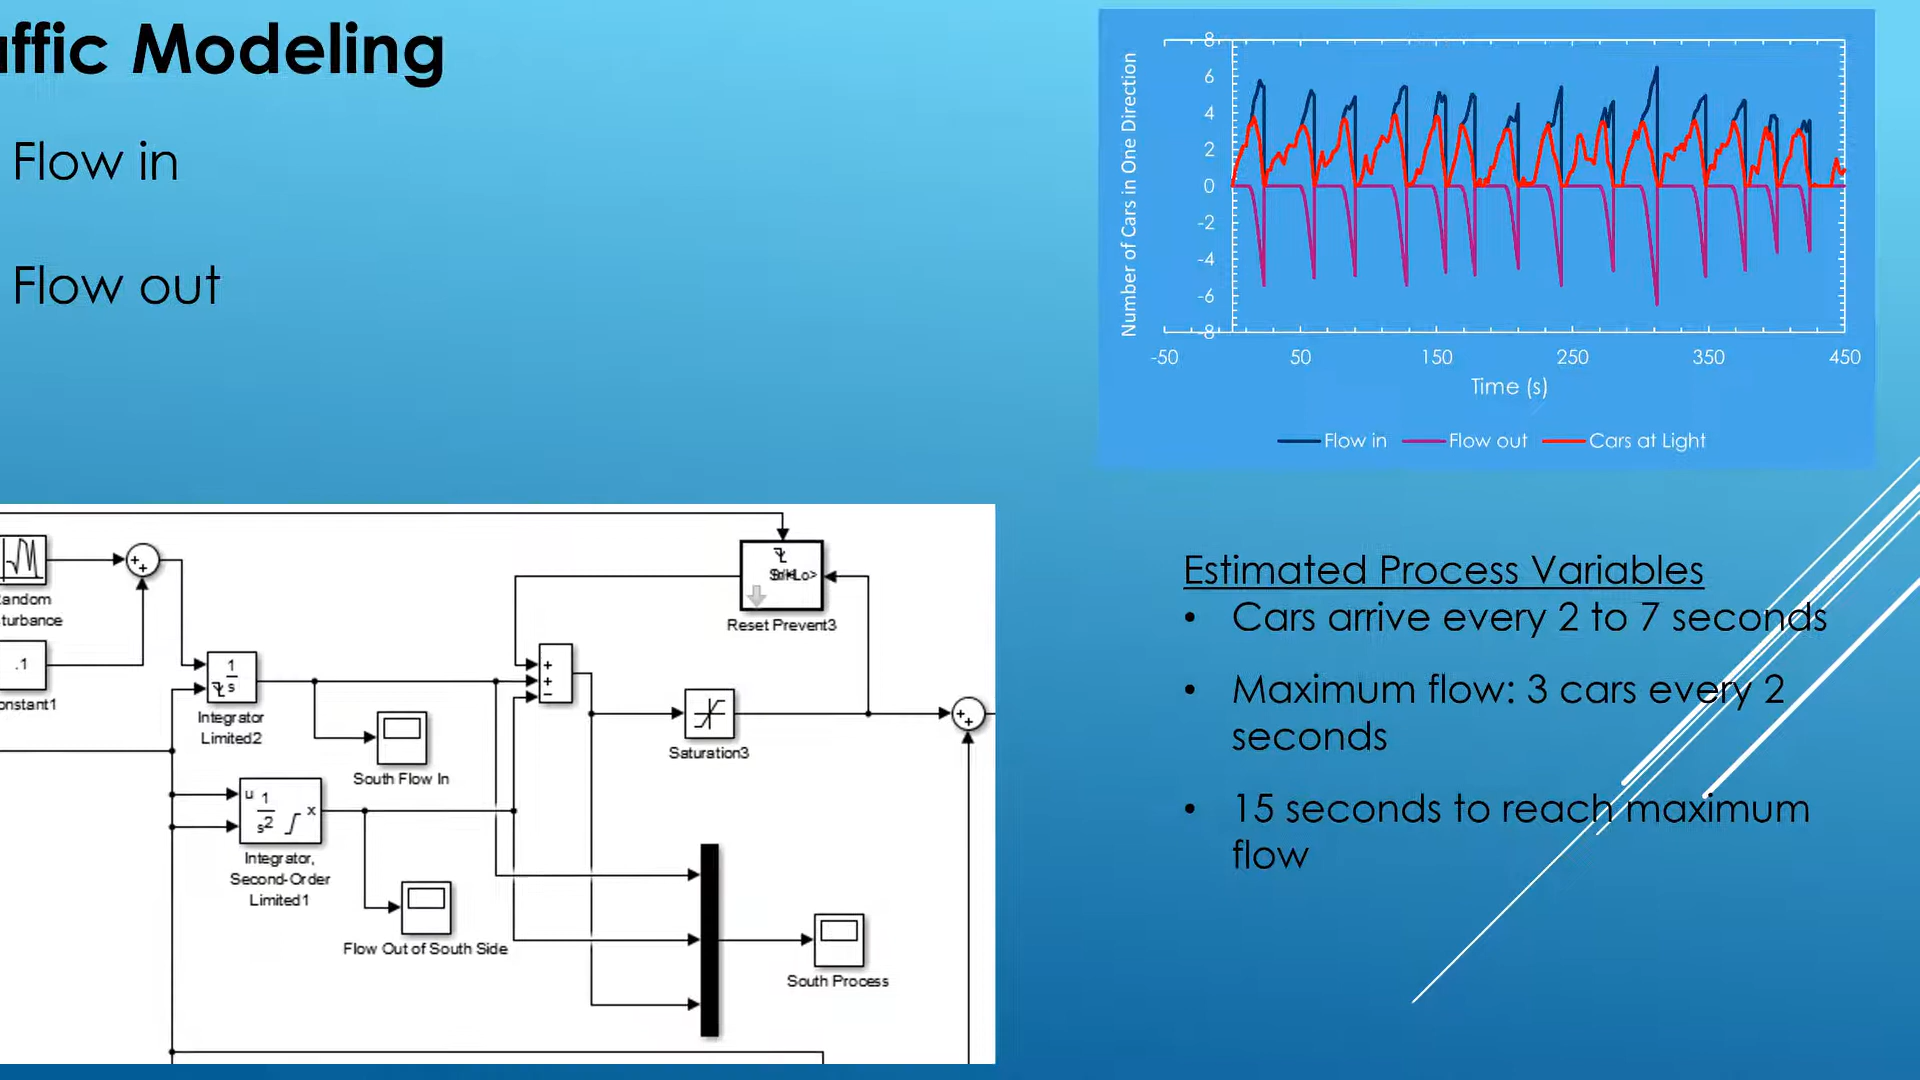 affic Modeling
Flow in
Flow out
Number of Cars in One Direction
8
6
4
2
0
-2
-4
-6
-8
-50 50 150 250 350 450
Time (s)
Flow in Flow out Cars at Light
Estimated Process Variables
• Cars arrive every 2 to 7 seconds
• Maximum flow: 3 cars every 2
seconds
• 15 seconds to reach maximum
flow
andom
turbance
.1
onstant1
+
+
1
s
Integrator
Limited2
South Flow In
u 1 x
s2
Integrator,
Second-Order
Limited1
Flow Out of South Side
+
+
−
Reset Prevent3
Saturation3
+
+
South Process